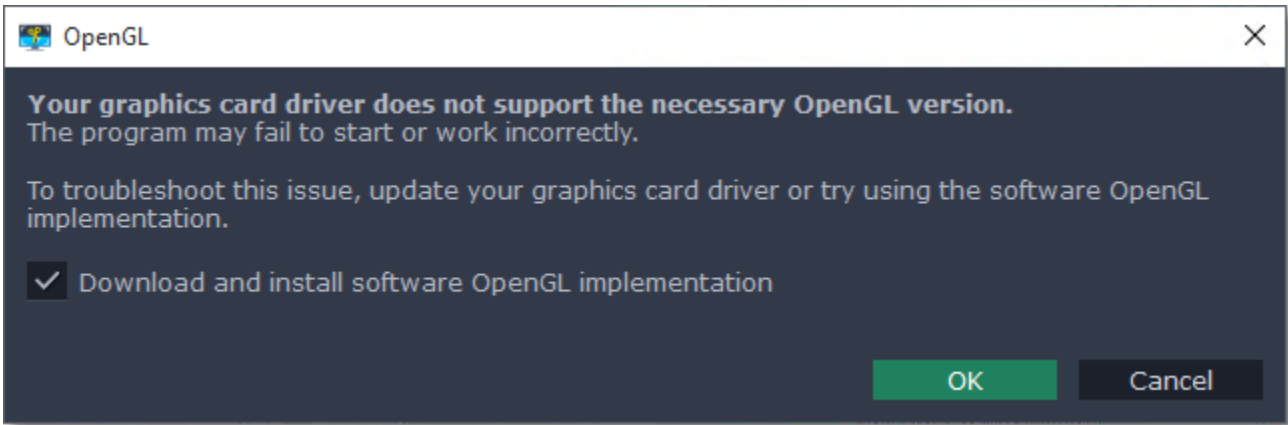 OpenGL
Your graphics card driver does not support the necessary OpenGL version.
The program may fail to start or work incorrectly.
To troubleshoot this issue, update your graphics card driver or try using the software OpenGL
implementation.
Download and install software OpenGL implementation
OK
Cancel